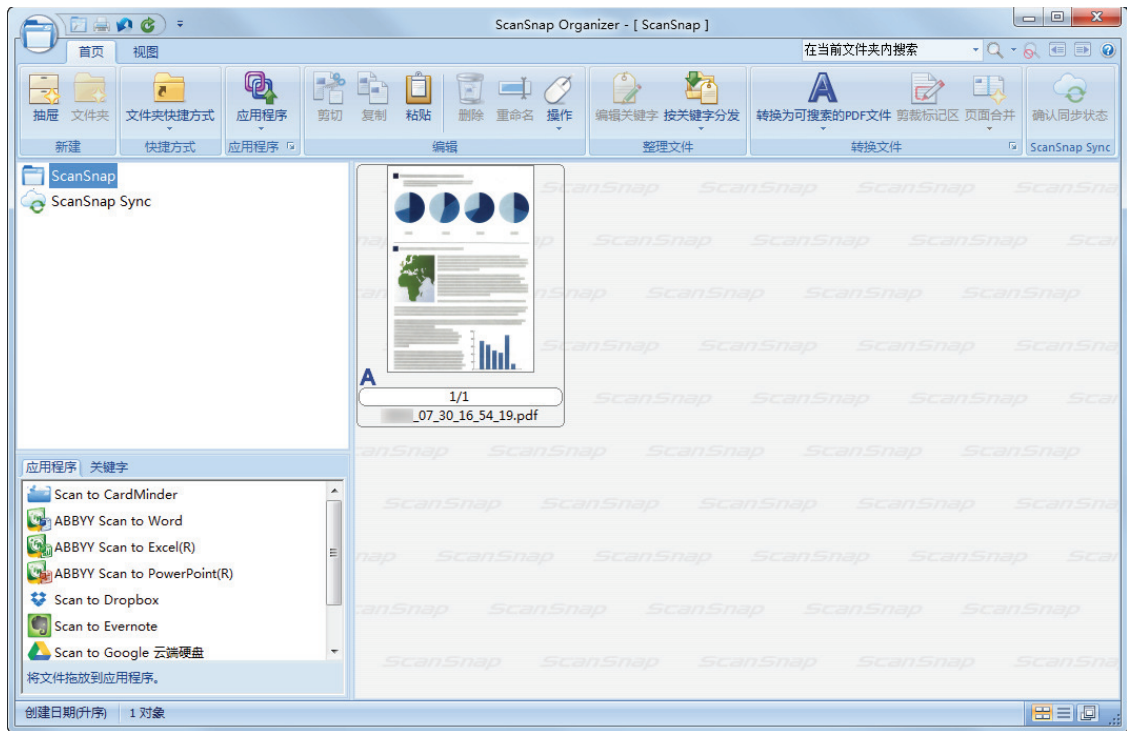 ScanSnap Organizer - [ ScanSnap ]
首页 视图 在当前文件夹内搜索
抽屉 文件夹 文件夹快捷方式 应用程序 剪切 复制 粘贴 删除 重命名 操作 编辑关键字 按关键字分发 转换为可搜索的PDF文件 剪裁标记区 页面合并 确认同步状态
新建 快捷方式 应用程序 编辑 整理文件 转换文件 ScanSnap Sync
ScanSnap
ScanSnap Sync
A
1/1
_07_30_16_54_19.pdf
应用程序 关键字
Scan to CardMinder
ABBYY Scan to Word
ABBYY Scan to Excel(R)
ABBYY Scan to PowerPoint(R)
Scan to Dropbox
Scan to Evernote
Scan to Google 云端硬盘
将文件拖放到应用程序。
创建日期(升序) 1 对象